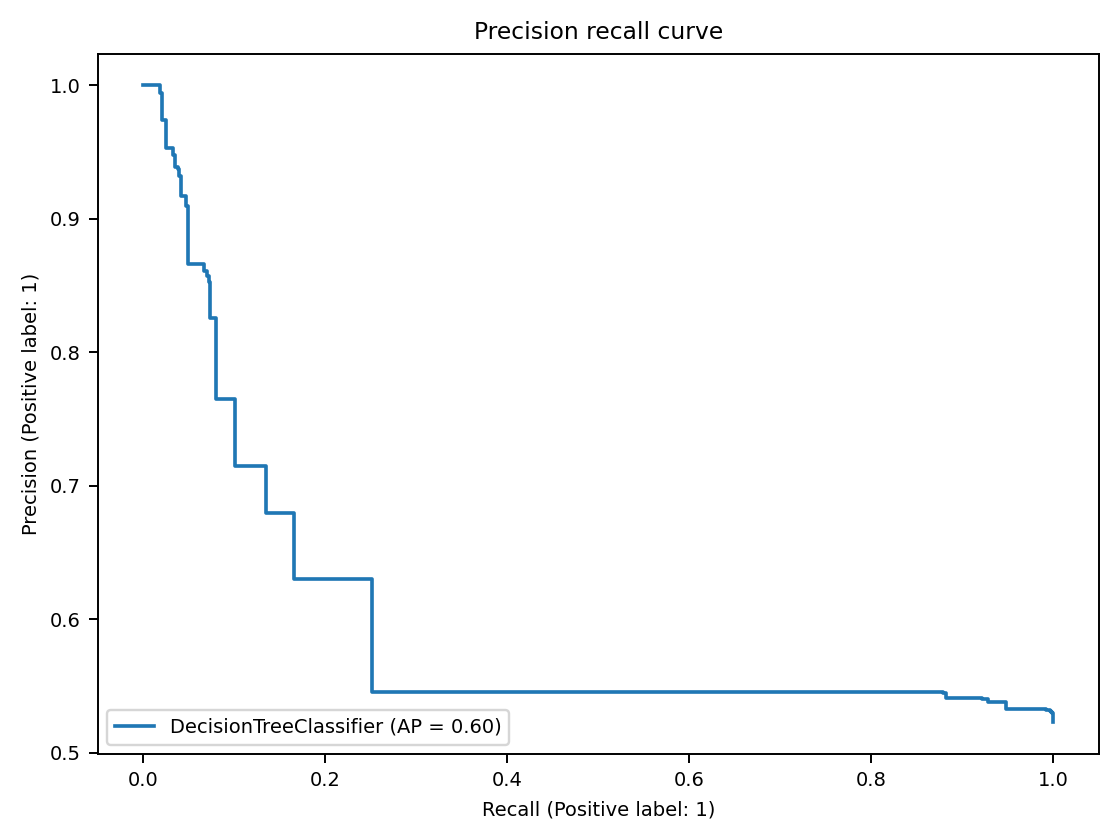 Precision recall curve
Precision (Positive label: 1)
1.0
0.9
0.8
0.7
0.6
0.5
DecisionTreeClassifier (AP = 0.60)
0.0 0.2 0.4 0.6 0.8 1.0
Recall (Positive label: 1)